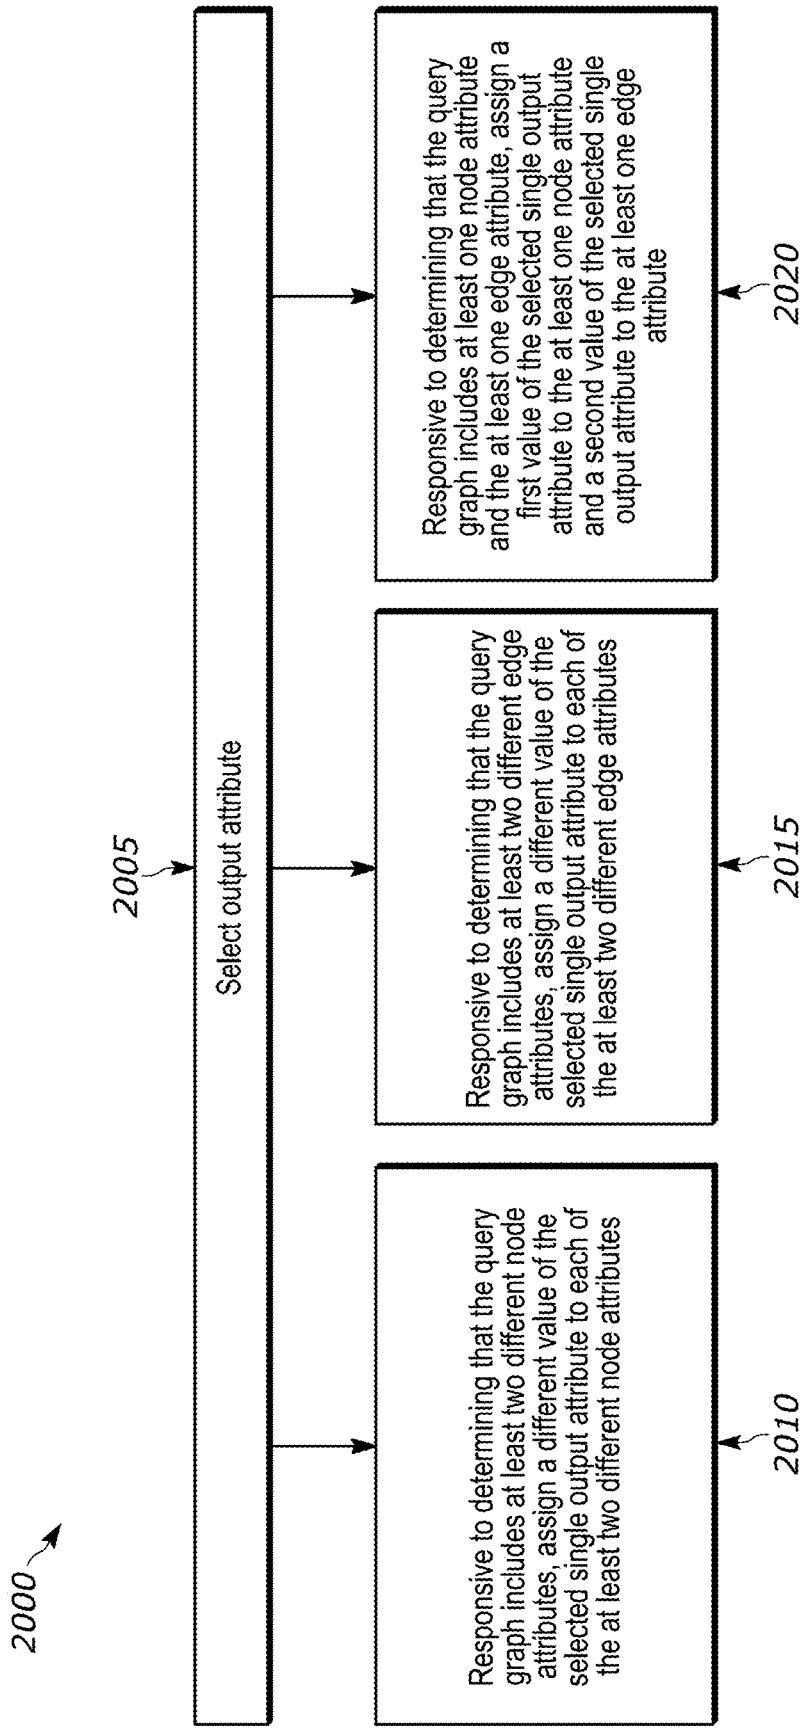 2000
2005
Select output attribute
Responsive to determining that the query
graph includes at least two different node
attributes, assign a different value of the
selected single output attribute to each of
the at least two different node attributes
2010
Responsive to determining that the query
graph includes at least two different edge
attributes, assign a different value of the
selected single output attribute to each of
the at least two different edge attributes
2015
Responsive to determining that the query
graph includes at least one node attribute
and the at least one edge attribute, assign a
first value of the selected single output
attribute to the at least one node attribute
and a second value of the selected single
output attribute to the at least one edge
attribute
2020